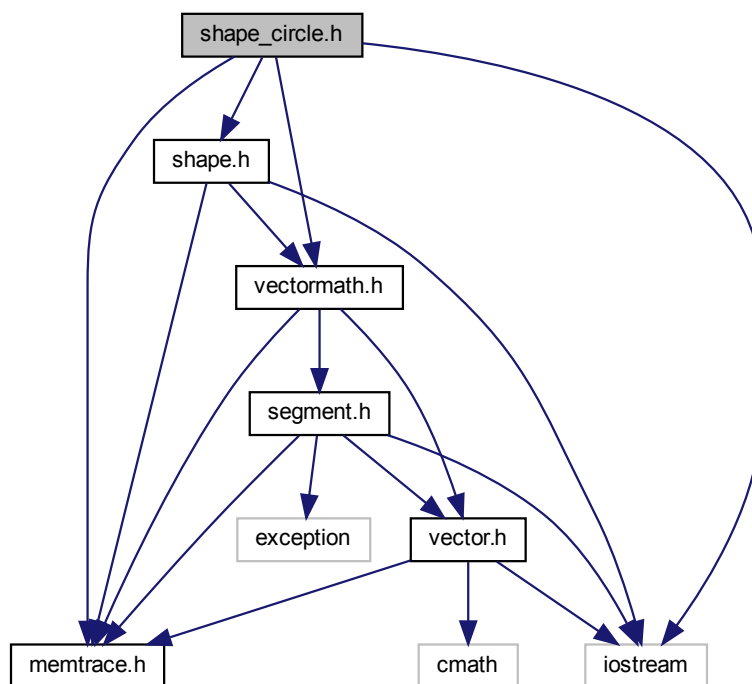 shape_circle.h
shape.h
vectormath.h
segment.h
exception
vector.h
memtrace.h
cmath
iostream